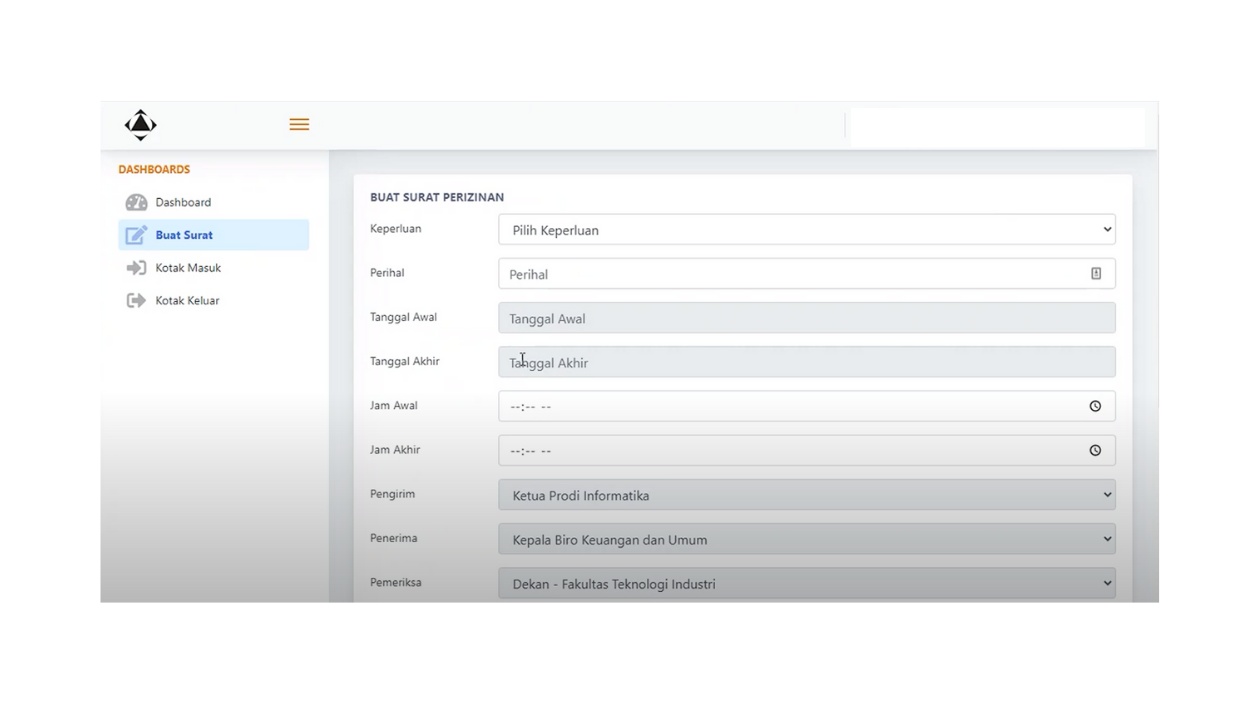 DASHBOARDS
Dashboard
Buat Surat
Kotak Masuk
Kotak Keluar
BUAT SURAT PERIZINAN
Keperluan Pilih Keperluan
Perihal Perihal
Tanggal Awal Tanggal Awal
Tanggal Akhir Tanggal Akhir
Jam Awal --:-- --
Jam Akhir --:-- --
Pengirim Ketua Prodi Informatika
Penerima Kepala Biro Keuangan dan Umum
Pemeriksa Dekan - Fakultas Teknologi Industri